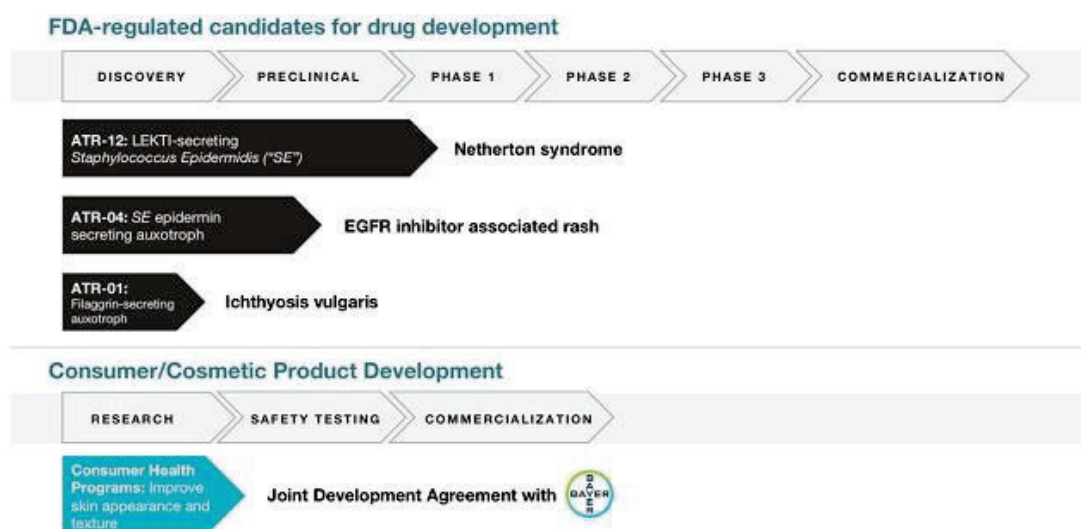 FDA-regulated candidates for drug development
DISCOVERY PRECLINICAL PHASE 1 PHASE 2 PHASE 3 COMMERCIALIZATION
ATR-12: LEKTI-secreting
Staphylococcus Epidermidis ("SE")
Netherton syndrome
ATR-04: SE epidermin
secreting auxotroph
EGFR inhibitor associated rash
ATR-01:
Filaggrin-secreting
auxotroph
Ichthyosis vulgaris
Consumer/Cosmetic Product Development
RESEARCH SAFETY TESTING COMMERCIALIZATION
Consumer Health
Programs: Improve
skin appearance and
texture
Joint Development Agreement with
BAYER
BAYER